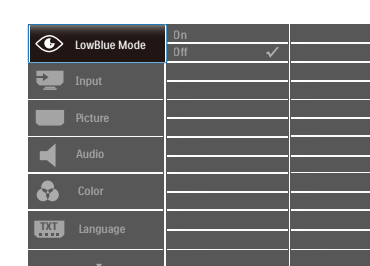 LowBlue Mode
On
Off
Input
Picture
Audio
Color
TXT
Language